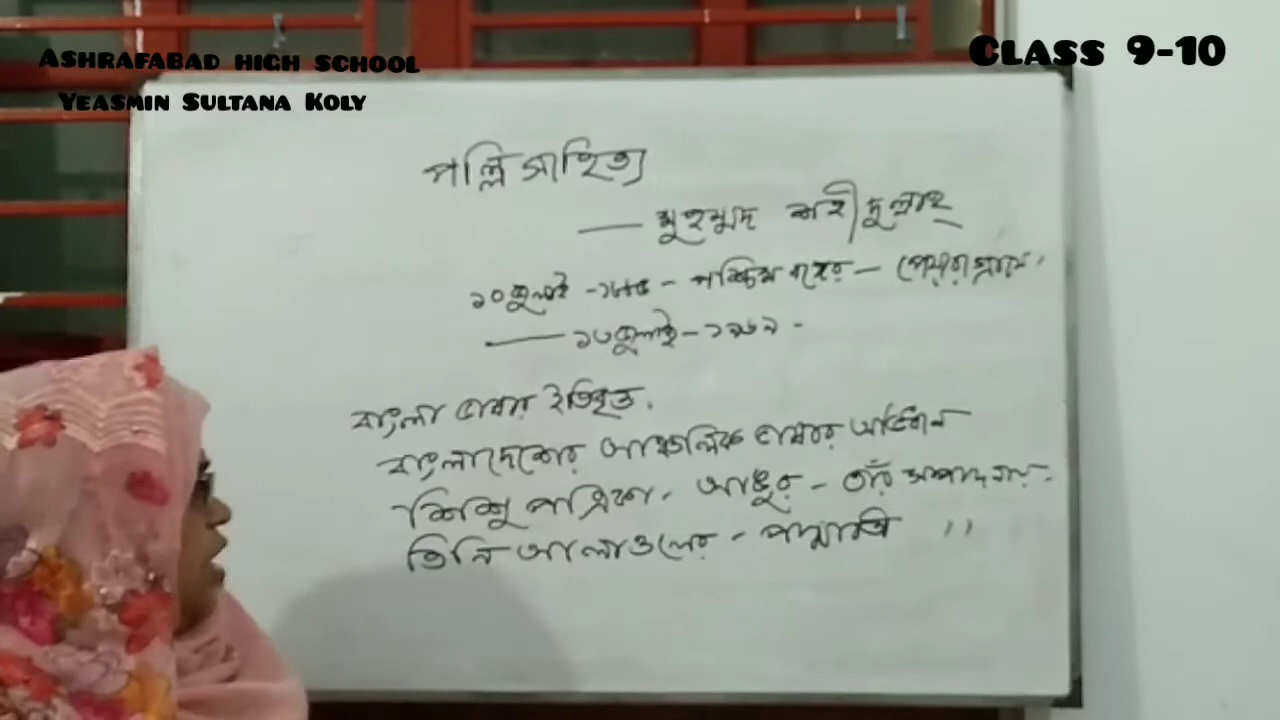 ASHRAFABAD HIGH SCHOOL
YEASMIN SULTANA KOLY
CLASS 9-10
পল্লিসাহিত্য
— মুহম্মদ শহীদুল্লাহ্
১০জুলাই - ১৮৮৫ - পশ্চিম বঙ্গের - পেয়ারা গ্রামে।
— ১৩জুলাই - ১৯৬৯ -
বাংলা ভাষার ইতিবৃত্ত.
বাংলাদেশের আঞ্চলিক ভাষার অভিধান
শিশু পত্রিকা. আঙুর - তাঁর সম্পাদনায়.
তিনি আলাওলের - পদ্মাবতী ''